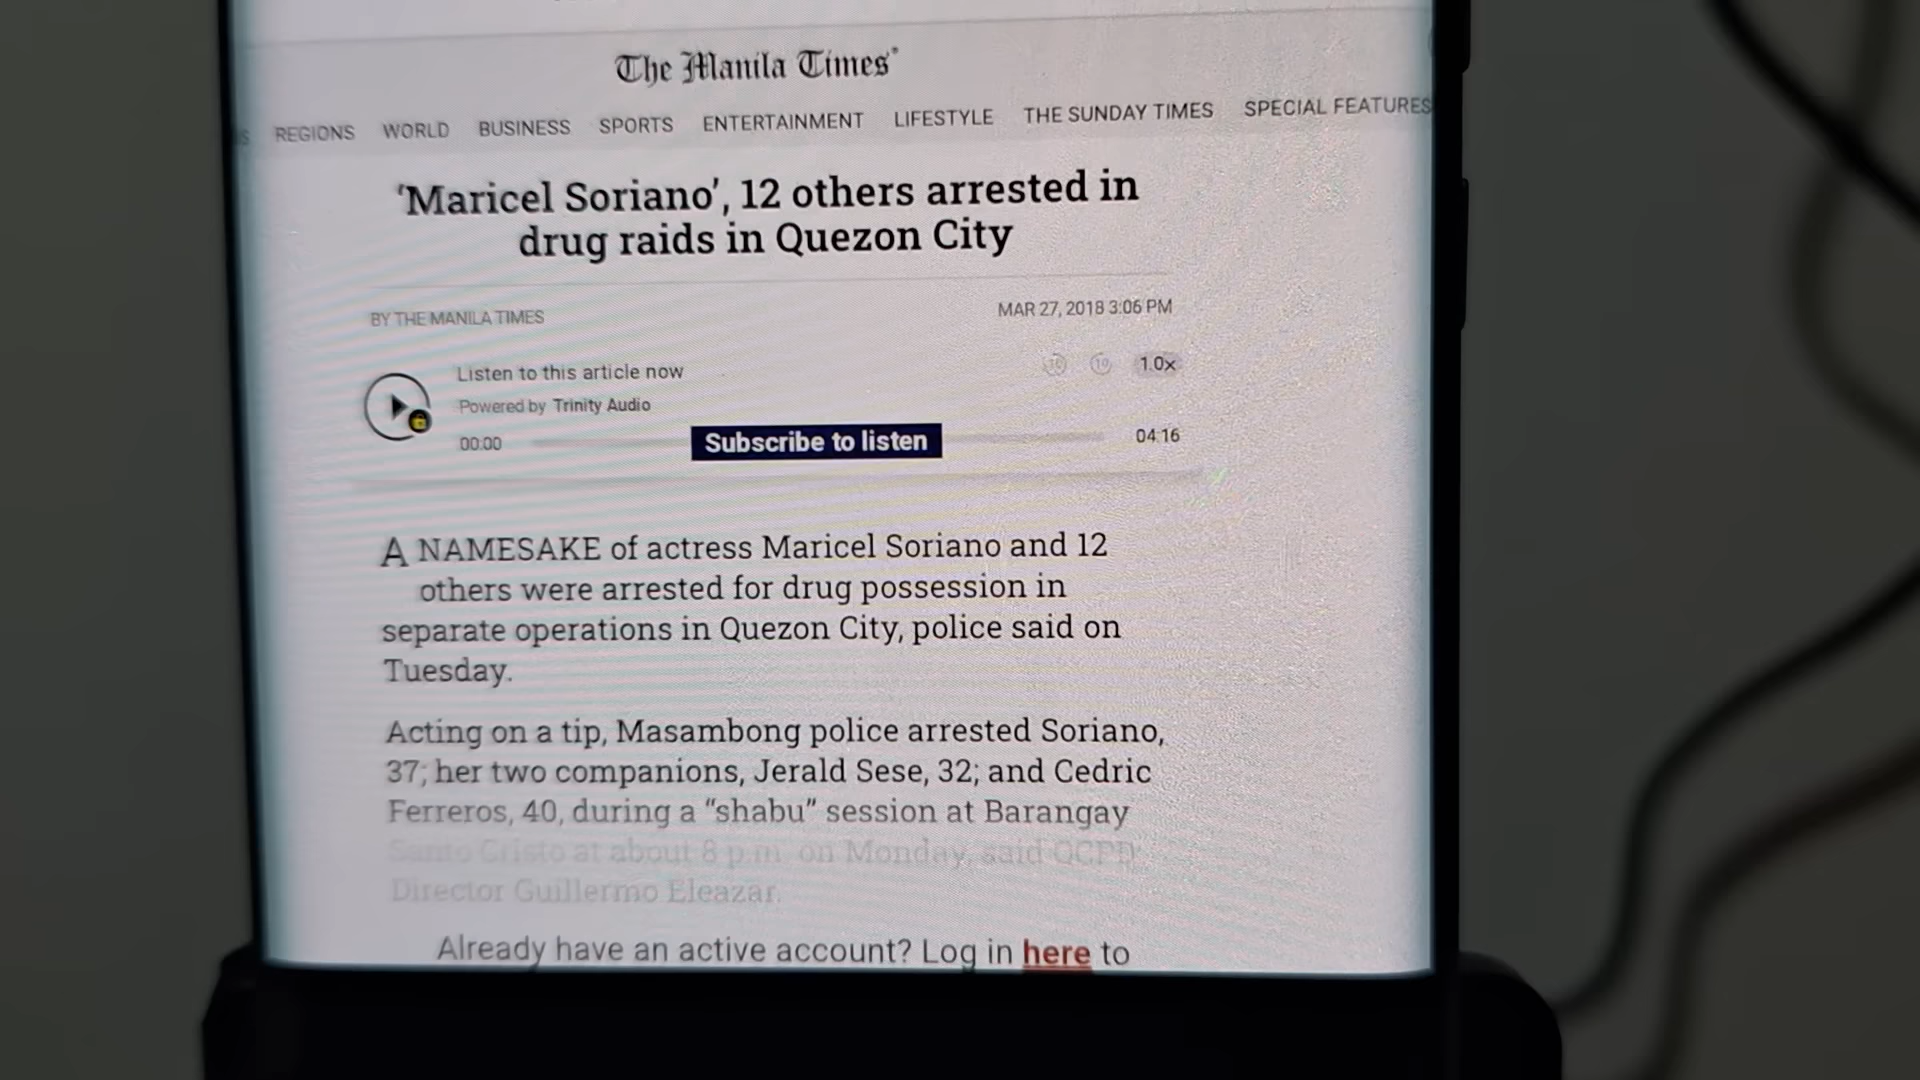 The Manila Times
REGIONS WORLD BUSINESS SPORTS ENTERTAINMENT LIFESTYLE THE SUNDAY TIMES SPECIAL FEATURES
‘Maricel Soriano’, 12 others arrested in
drug raids in Quezon City
BY THE MANILA TIMES
MAR 27, 2018 3:06 PM
Listen to this article now
10 10 1.0x
Powered by Trinity Audio
00:00 Subscribe to listen 04:16
A NAMESAKE of actress Maricel Soriano and 12
others were arrested for drug possession in
separate operations in Quezon City, police said on
Tuesday.
Acting on a tip, Masambong police arrested Soriano,
37; her two companions, Jerald Sese, 32; and Cedric
Ferreros, 40, during a “shabu” session at Barangay
Santo Cristo at about 8 p.m. on Monday, said QCPD
Director Guillermo Eleazar.
Already have an active account? Log in here to